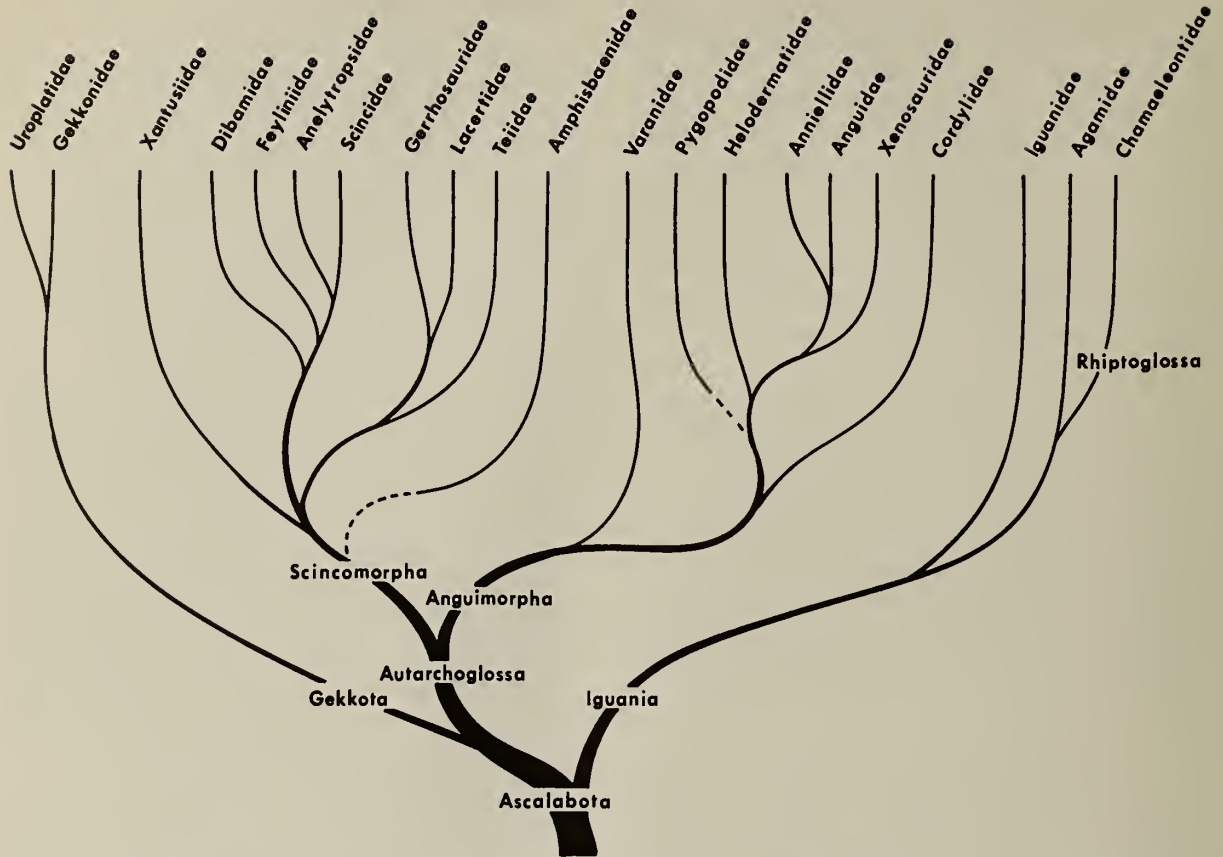 Uroplatidae
Gekkonidae
Xantusiidae
Dibamidae
Feyliniidae
Anelytropsidae
Scincidae
Gerrhosauridae
Lacertidae
Teiidae
Amphisbaenidae
Varanidae
Pygopodidae
Helodermatidae
Anniellidae
Anguidae
Xenosauridae
Cordylidae
Iguanidae
Agamidae
Chamaeleontidae
Rhiptoglossa
Scincomorpha
Anguimorpha
Autarchoglossa
Gekkota
Iguania
Ascalabota